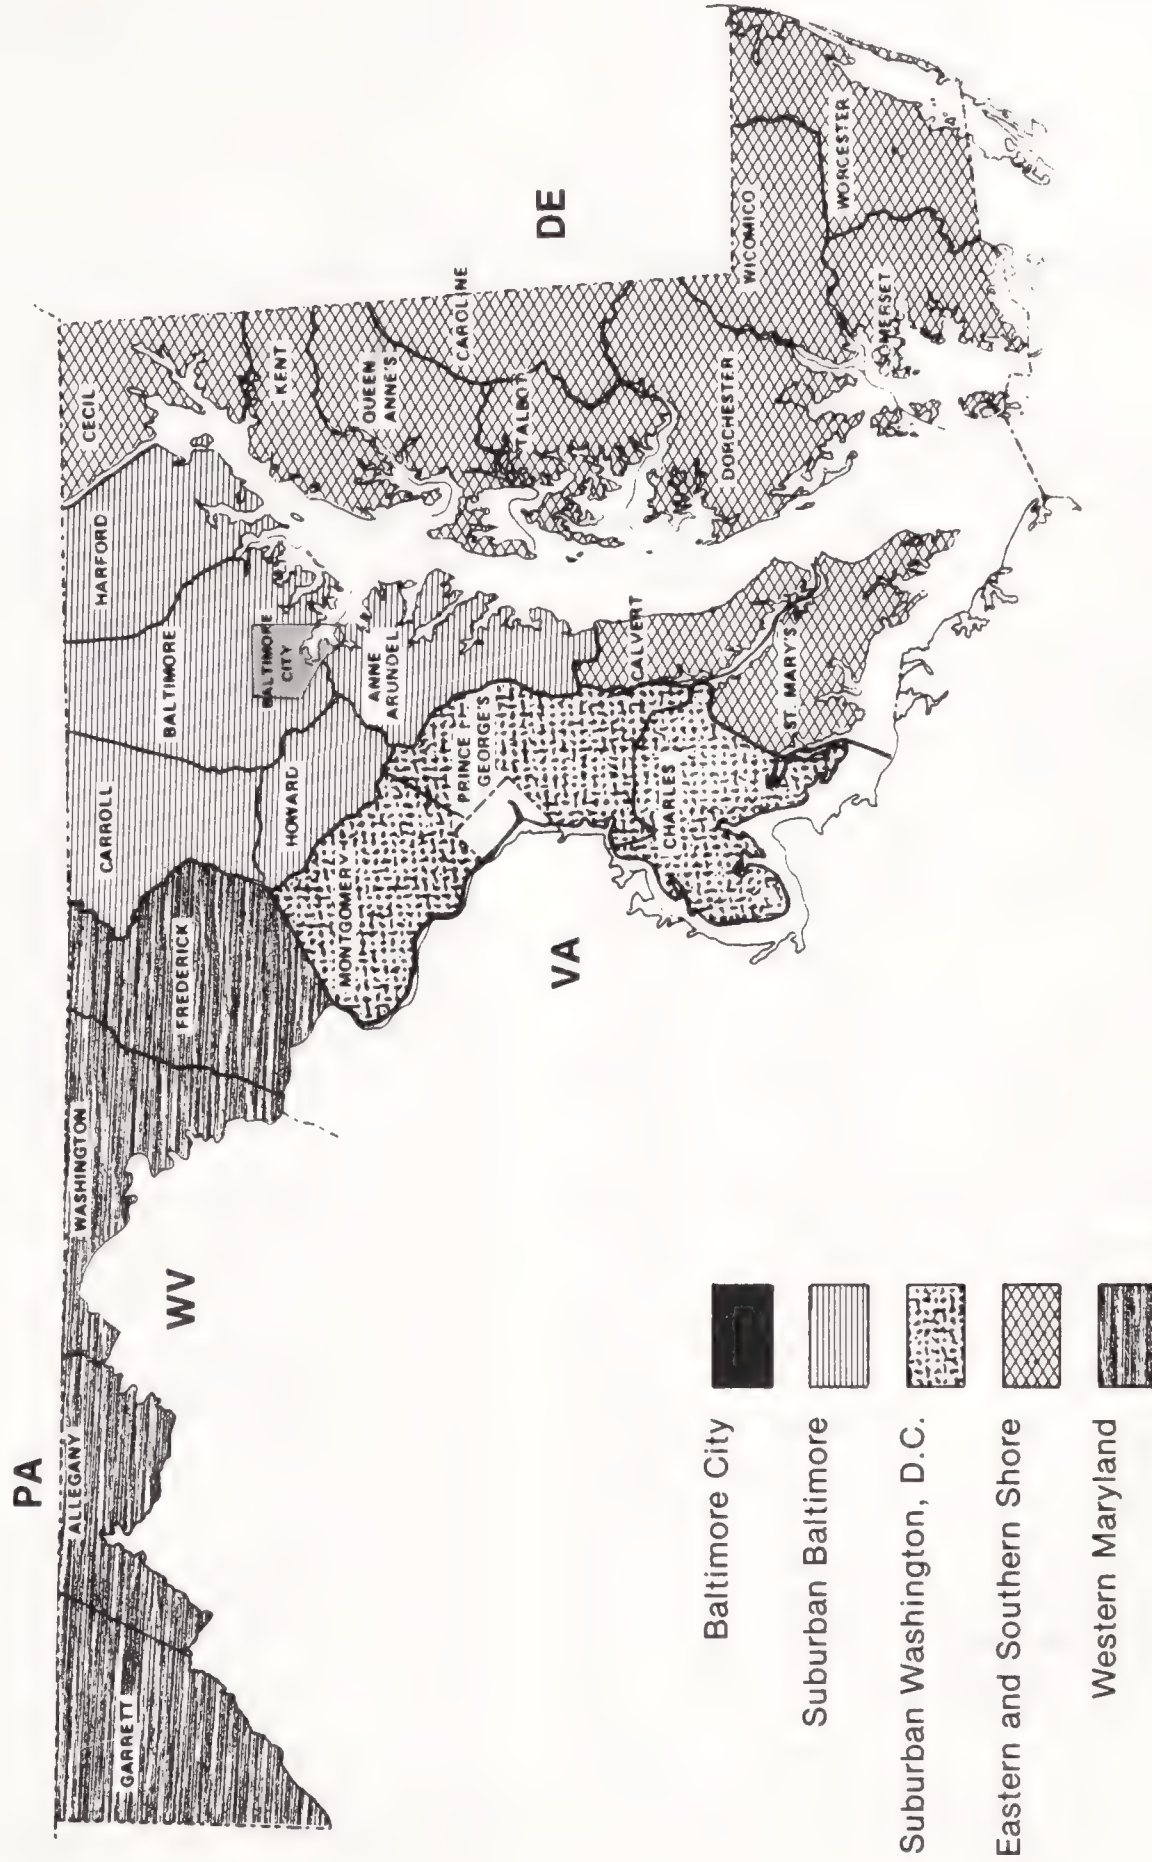 PA
WV
VA
DE
GARRETT
ALLEGANY
WASHINGTON
FREDERICK
CARROLL
BALTIMORE
HARFORD
CECIL
BALTIMORE
CITY
HOWARD
MONTGOMERY
ANNE
ARUNDEL
PRINCE
GEORGE'S
CHARLES
CALVERT
ST. MARY'S
KENT
QUEEN
ANNE'S
CAROLINE
TALBOT
DORCHESTER
WICOMICO
SOMERSET
WORCESTER
Baltimore City
Suburban Baltimore
Suburban Washington, D.C.
Eastern and Southern Shore
Western Maryland